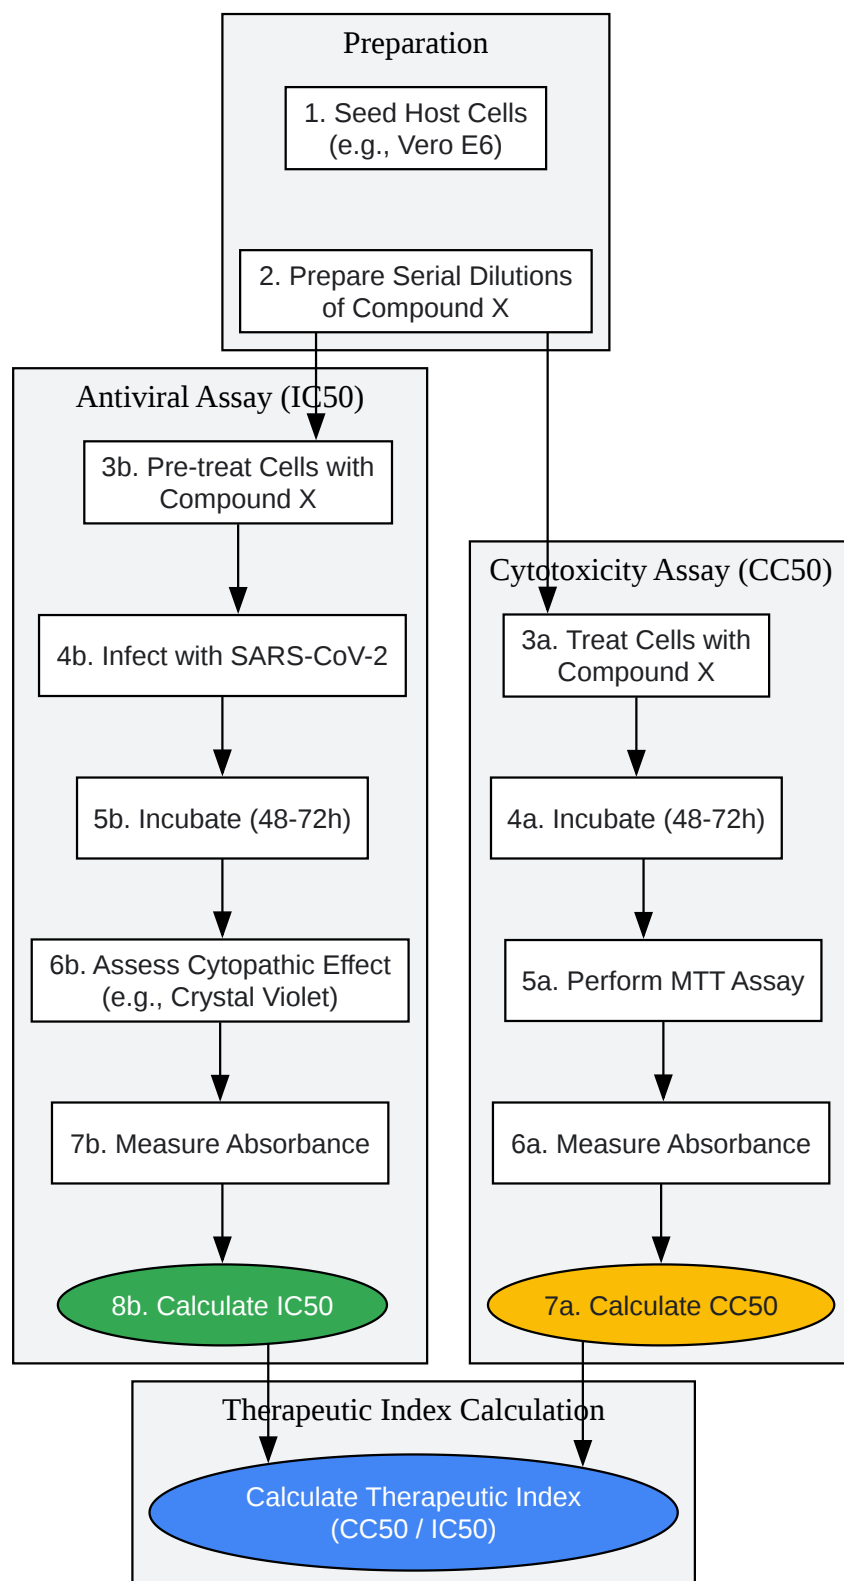 Preparation
1. Seed Host Cells
(e.g., Vero E6)
2. Prepare Serial Dilutions
of Compound X
Antiviral Assay (IC50)
3b. Pre-treat Cells with
Compound X
4b. Infect with SARS-CoV-2
5b. Incubate (48-72h)
6b. Assess Cytopathic Effect
(e.g., Crystal Violet)
7b. Measure Absorbance
8b. Calculate IC50
Cytotoxicity Assay (CC50)
3a. Treat Cells with
Compound X
4a. Incubate (48-72h)
5a. Perform MTT Assay
6a. Measure Absorbance
7a. Calculate CC50
Therapeutic Index Calculation
Calculate Therapeutic Index
(CC50 / IC50)